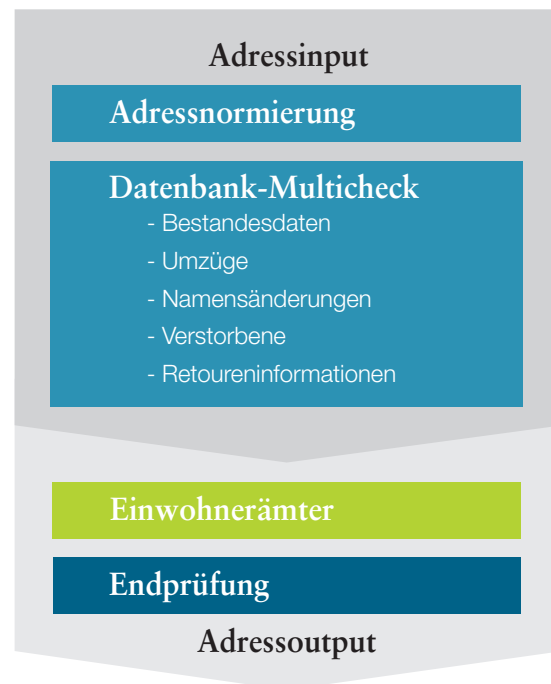 Adressinput
Adressnormierung
Datenbank-Multicheck
- Bestandesdaten
- Umzüge
- Namensänderungen
- Verstorbene
- Retoureninformationen
Einwohnerämter
Endprüfung
Adressoutput